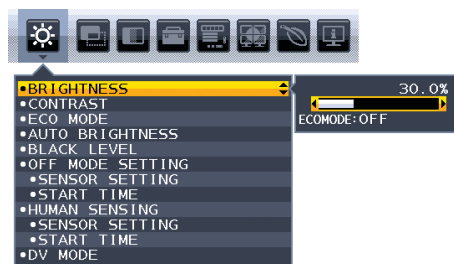 •BRIGHTNESS
•CONTRAST
•ECO MODE
•AUTO BRIGHTNESS
•BLACK LEVEL
•OFF MODE SETTING
•SENSOR SETTING
•START TIME
•HUMAN SENSING
•SENSOR SETTING
•START TIME
•DV MODE
30.0%
ECOMODE:OFF